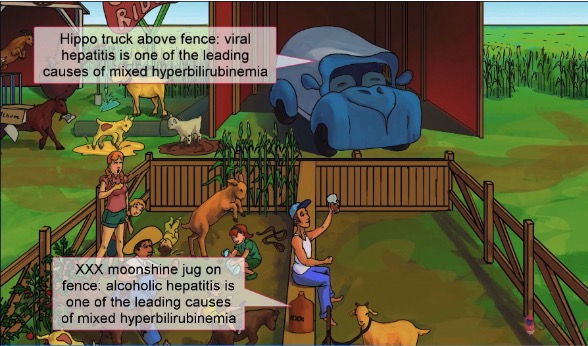 RID
Hippo truck above fence: viral
hepatitis is one of the leading
causes of mixed hyperbilirubinemia
XXX moonshine jug on
fence: alcoholic hepatitis is
one of the leading causes
of mixed hyperbilirubinemia
XXX